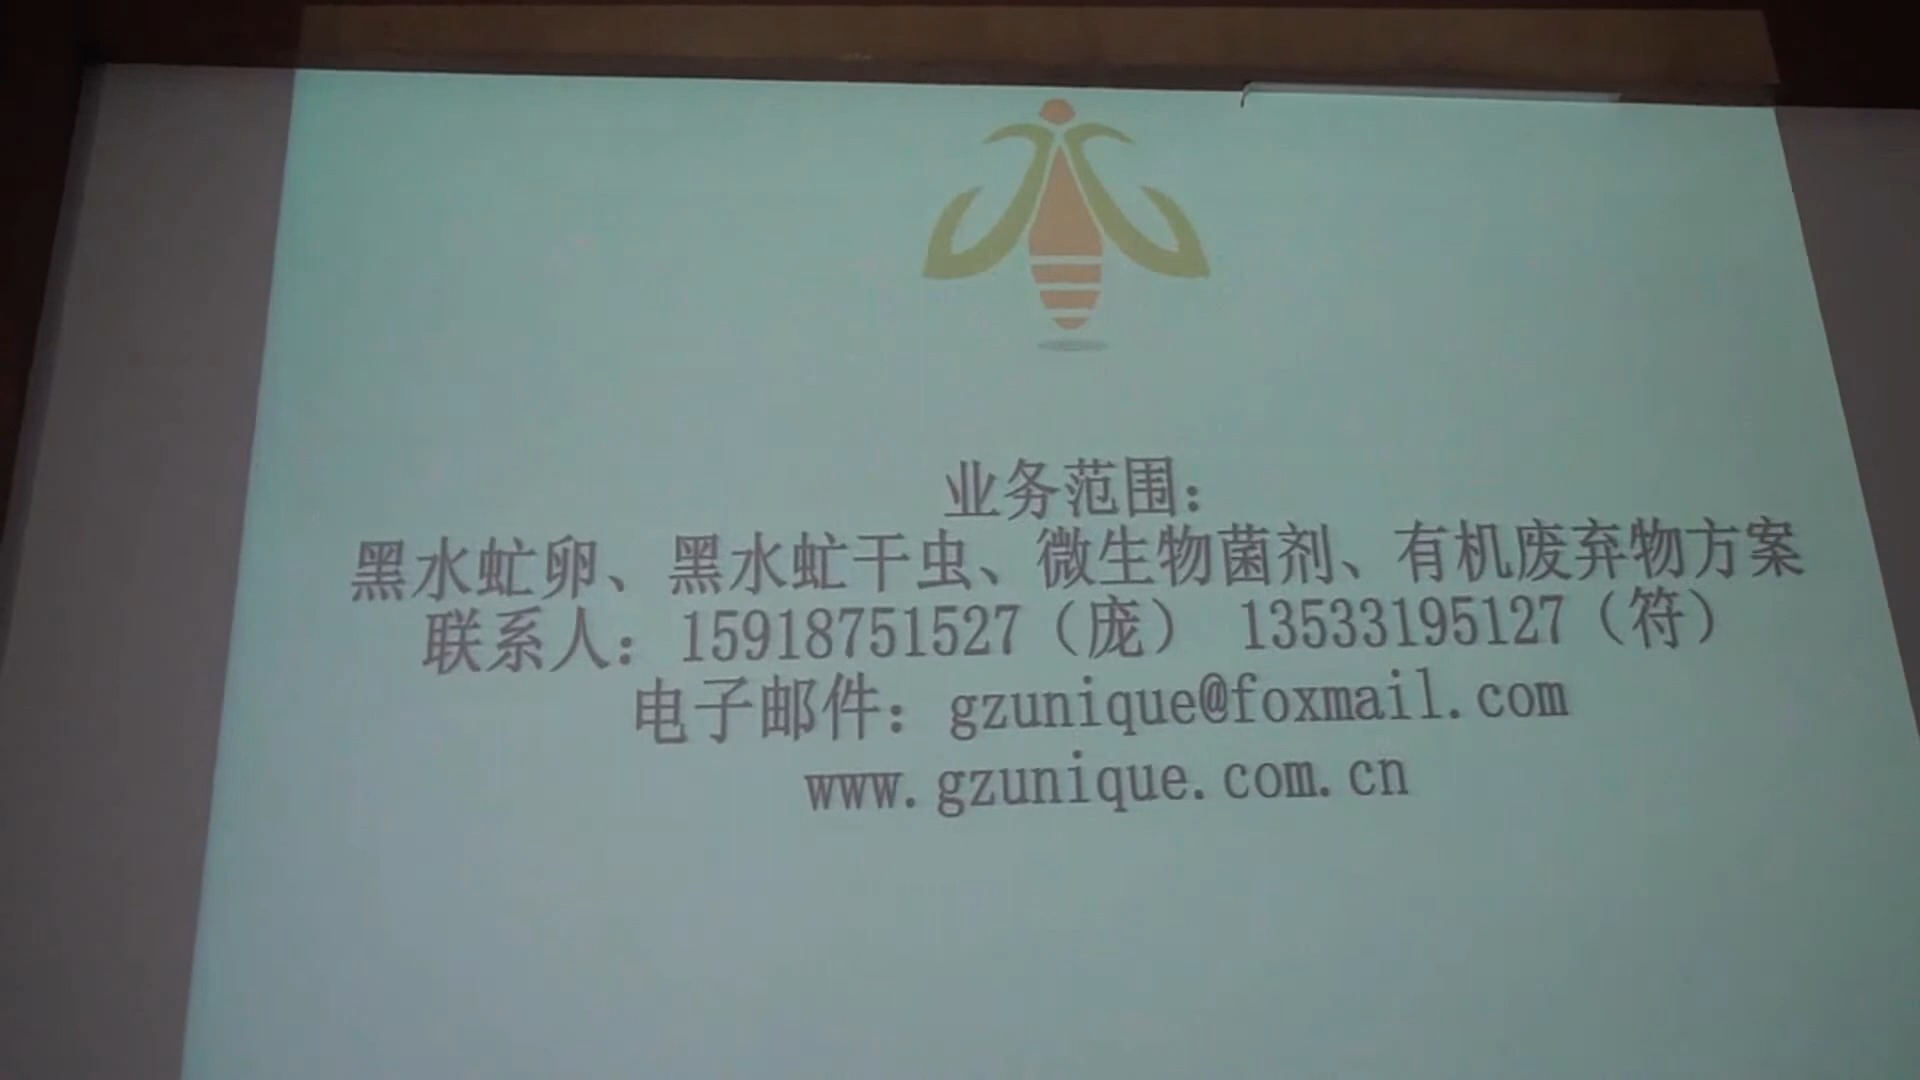 业务范围：
黑水虻卵、黑水虻干虫、微生物菌剂、有机废弃物方案
联系人：15918751527（庞） 13533195127（符）
电子邮件：gzunique@foxmail.com
www.gzunique.com.cn